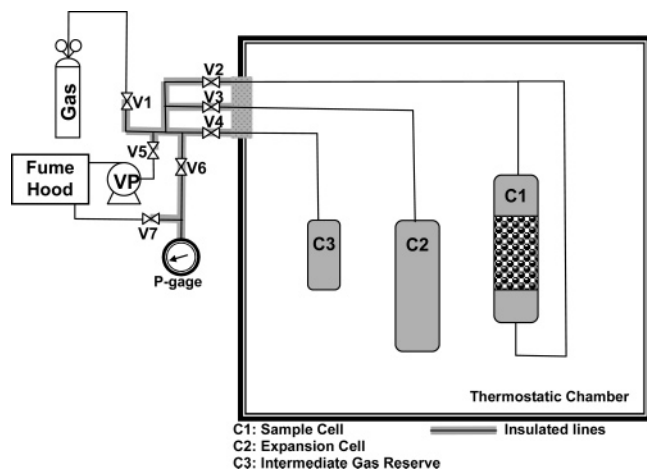 Gas
V1
V2
V3
V4
V5
V6
Fume
Hood
VP
V7
P-gage
C3
C2
C1
Thermostatic Chamber
C1: Sample Cell
Insulated lines
C2: Expansion Cell
C3: Intermediate Gas Reserve